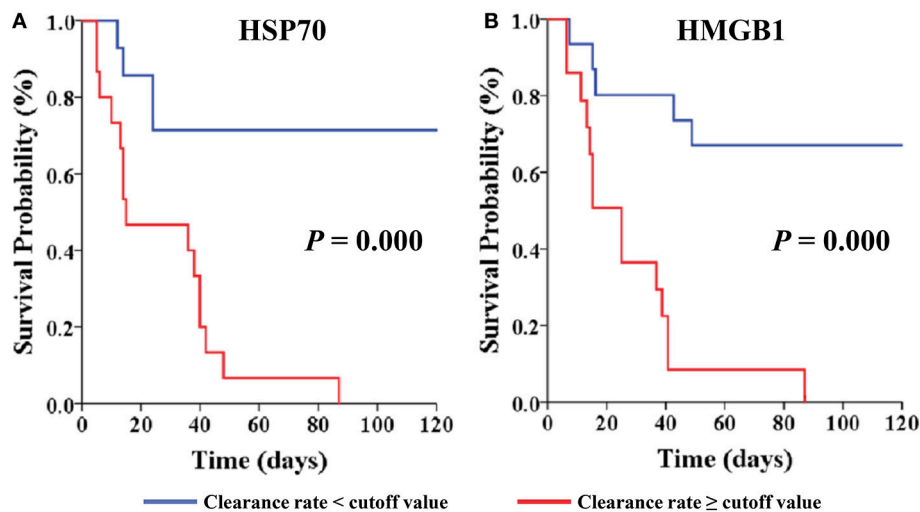 A
HSP70
Survival Probability (%)
1.0
0.8
0.6
0.4
0.2
0.0
P = 0.000
0 20 40 60 80 100 120
Time (days)
B
HMGB1
Survival Probability (%)
1.0
0.8
0.6
0.4
0.2
0.0
P = 0.000
0 20 40 60 80 100 120
Time (days)
Clearance rate < cutoff value
Clearance rate ≥ cutoff value